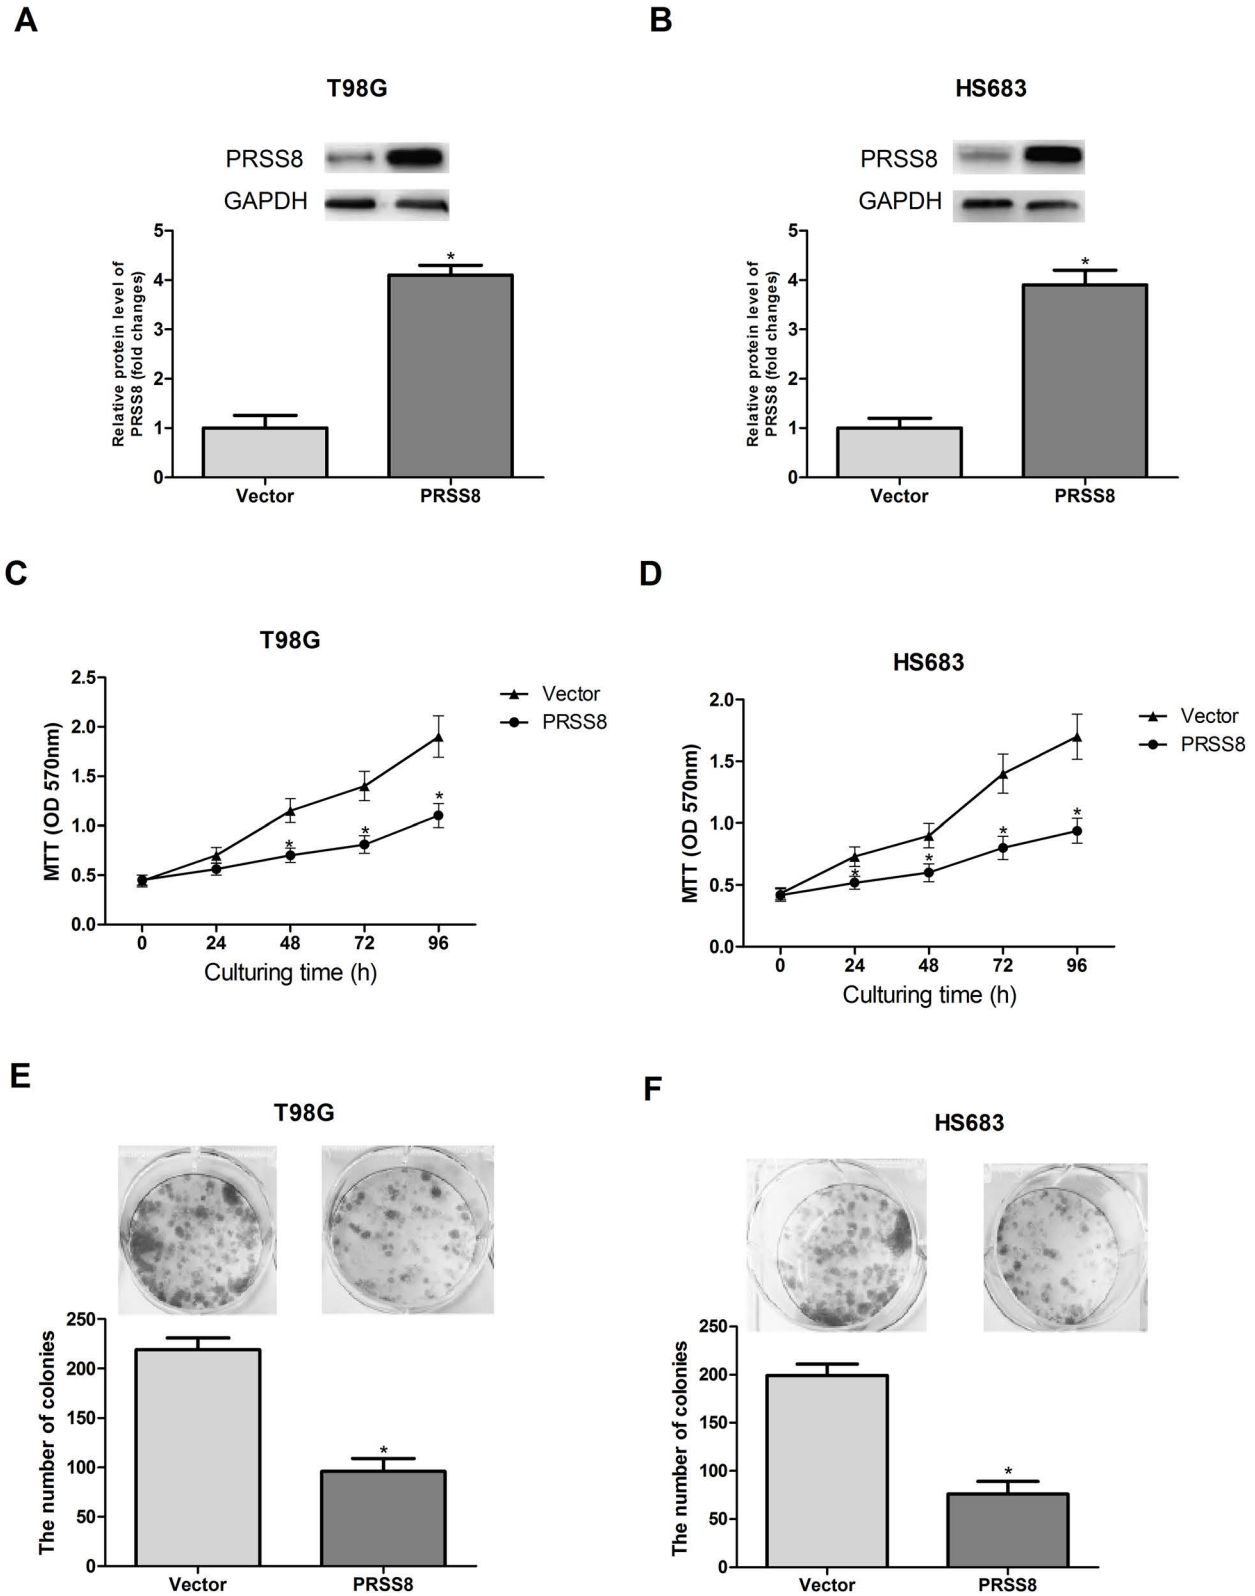 A
T98G
PRSS8
GAPDH
Relative protein level of
PRSS8 (fold changes)
5
4
3
2
1
0
*
Vector
PRSS8
B
HS683
PRSS8
GAPDH
Relative protein level of
PRSS8 (fold changes)
5
4
3
2
1
0
*
Vector
PRSS8
C
T98G
MTT (OD 570nm)
2.5
2.0
1.5
1.0
0.5
0.0
* * *
0 24 48 72 96
Culturing time (h)
Vector
PRSS8
D
HS683
MTT (OD 570nm)
2.0
1.5
1.0
0.5
0.0
* * * *
0 24 48 72 96
Culturing time (h)
Vector
PRSS8
E
T98G
The number of colonies
250
200
150
100
50
0
*
Vector
PRSS8
F
HS683
The number of colonies
250
200
150
100
50
0
*
Vector
PRSS8